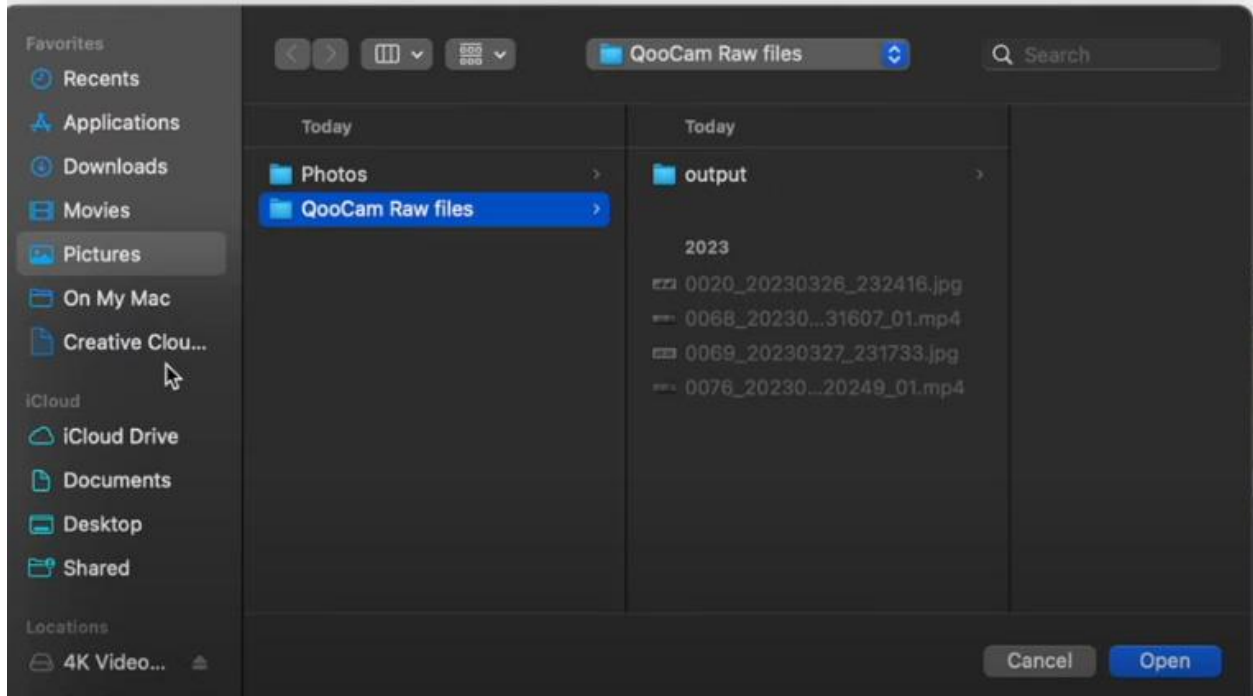 Favorites
Recents
Applications
Downloads
Movies
Pictures
On My Mac
Creative Clou...
iCloud
iCloud Drive
Documents
Desktop
Shared
Locations
4K Video...
QooCam Raw files
Search
Today
Photos
QooCam Raw files
Today
output
2023
0020_20230326_232416.jpg
0068_20230...31607_01.mp4
0069_20230327_231733.jpg
0076_20230...20249_01.mp4
Cancel
Open